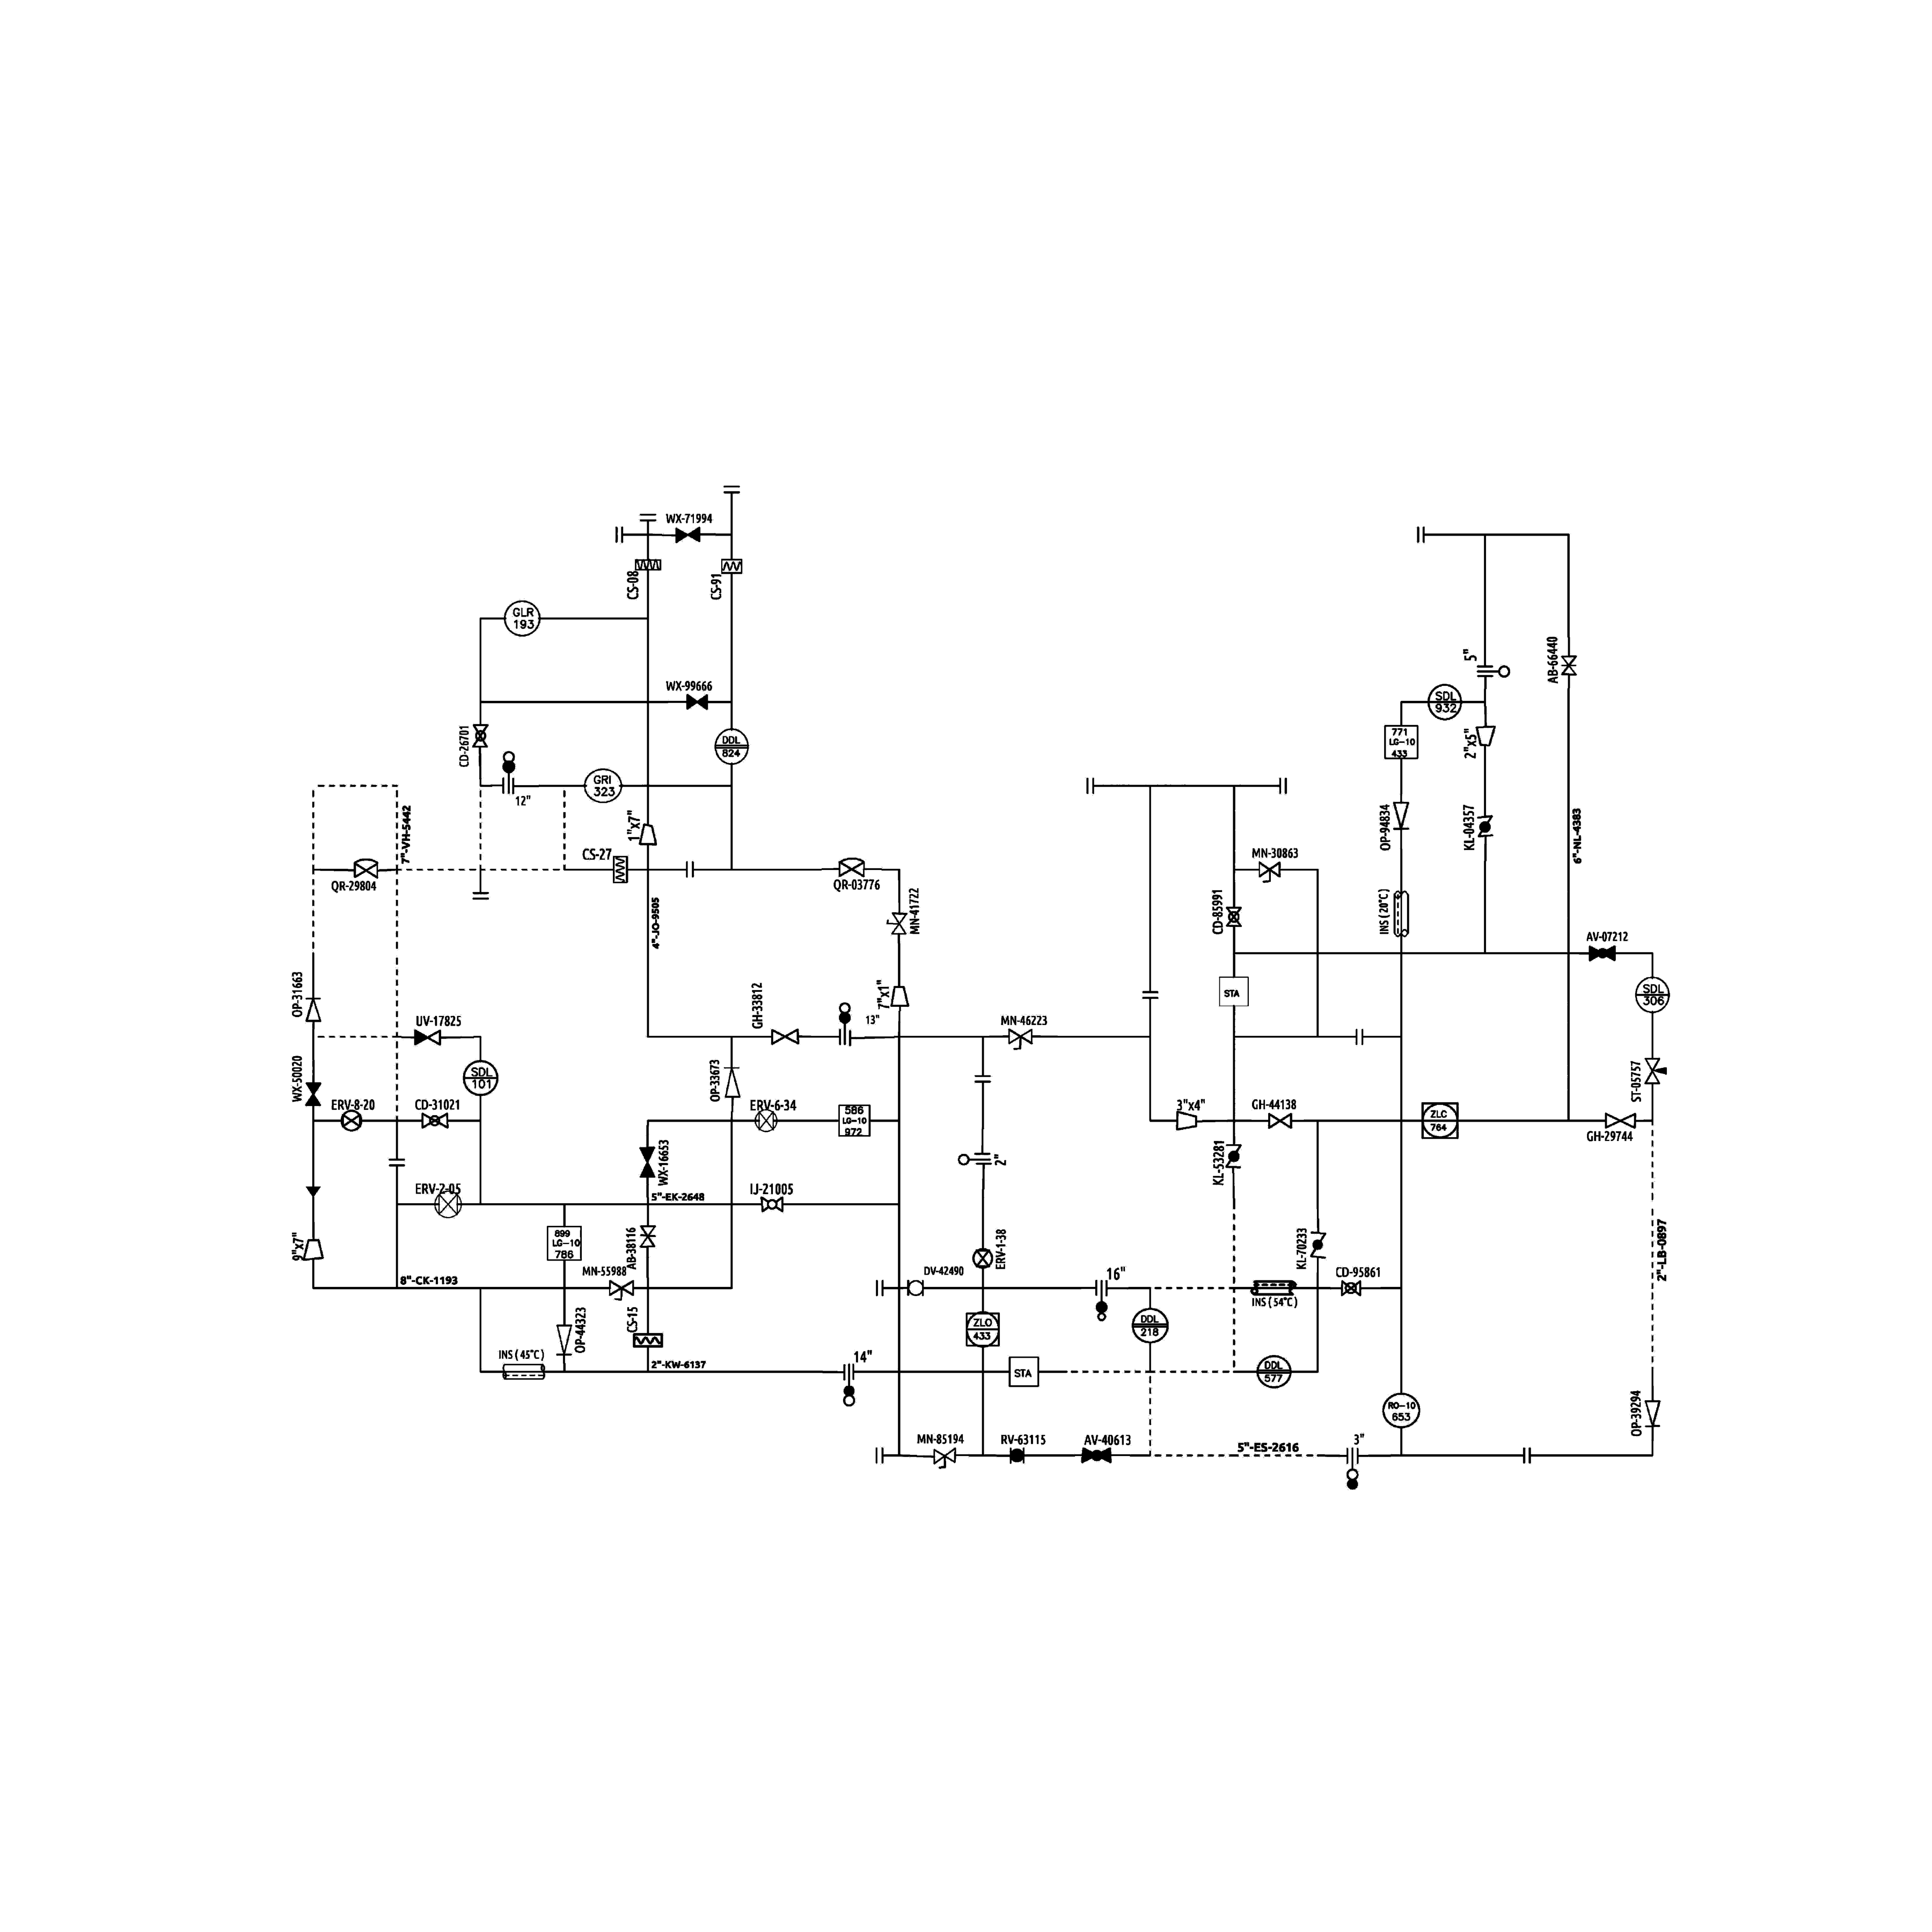 WX-71994
CS-08
CS-91
GLR
193
5"
AB-66440
WX-99666
SDL
932
CD-26701
DDL
824
771
LG-10
433
2"x5"
GRI
323
12"
7"-VH-5442
1"x7"
OP-94834
KL-04357
6"-NL-4383
CS-27
MN-30863
QR-29804
QR-03776
MN-41722
CD-85991
INS(20°C)
4"-JO-9505
AV-07212
OP-31663
GH-33812
7"x1"
STA
SDL
306
UV-17825
13"
MN-46223
WX-50020
SDL
101
OP-33673
ST-05757
ERV-8-20
CD-31021
ERV-6-34
586
LG-10
972
3"x4"
GH-44138
ZLC
764
GH-29744
WX-16653
2"
KL-53281
ERV-2-05
5"-EK-2648
IJ-21005
9"x7"
899
LG-10
786
AB-38116
ERV-1-38
KL-70233
2"-LB-0897
8"-CK-1193
MN-55988
DV-42490
16"
INS(54°C)
CD-95861
OP-44323
CS-15
ZLO
433
DDL
218
INS(45°C)
2"-KW-6137
14"
STA
DDL
577
RO-10
653
OP-39294
MN-85194
RV-63115
AV-40613
5"-ES-2616
3"